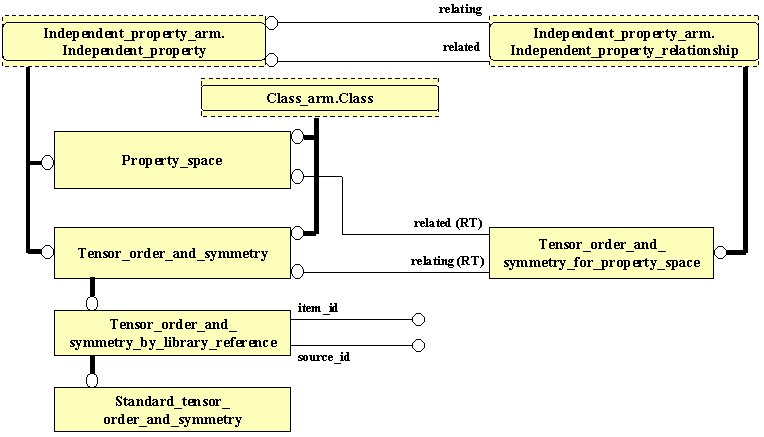 relating
Independent_property_arm.
Independent_property
Independent_property_arm.
Independent_property_relationship
related
Class_arm.Class
Property_space
related (RT)
Tensor_order_and_symmetry
relating (RT)
Tensor_order_and_
symmetry_for_property_space
item_id
Tensor_order_and_
symmetry_by_library_reference
source_id
Standard_tensor_
order_and_symmetry